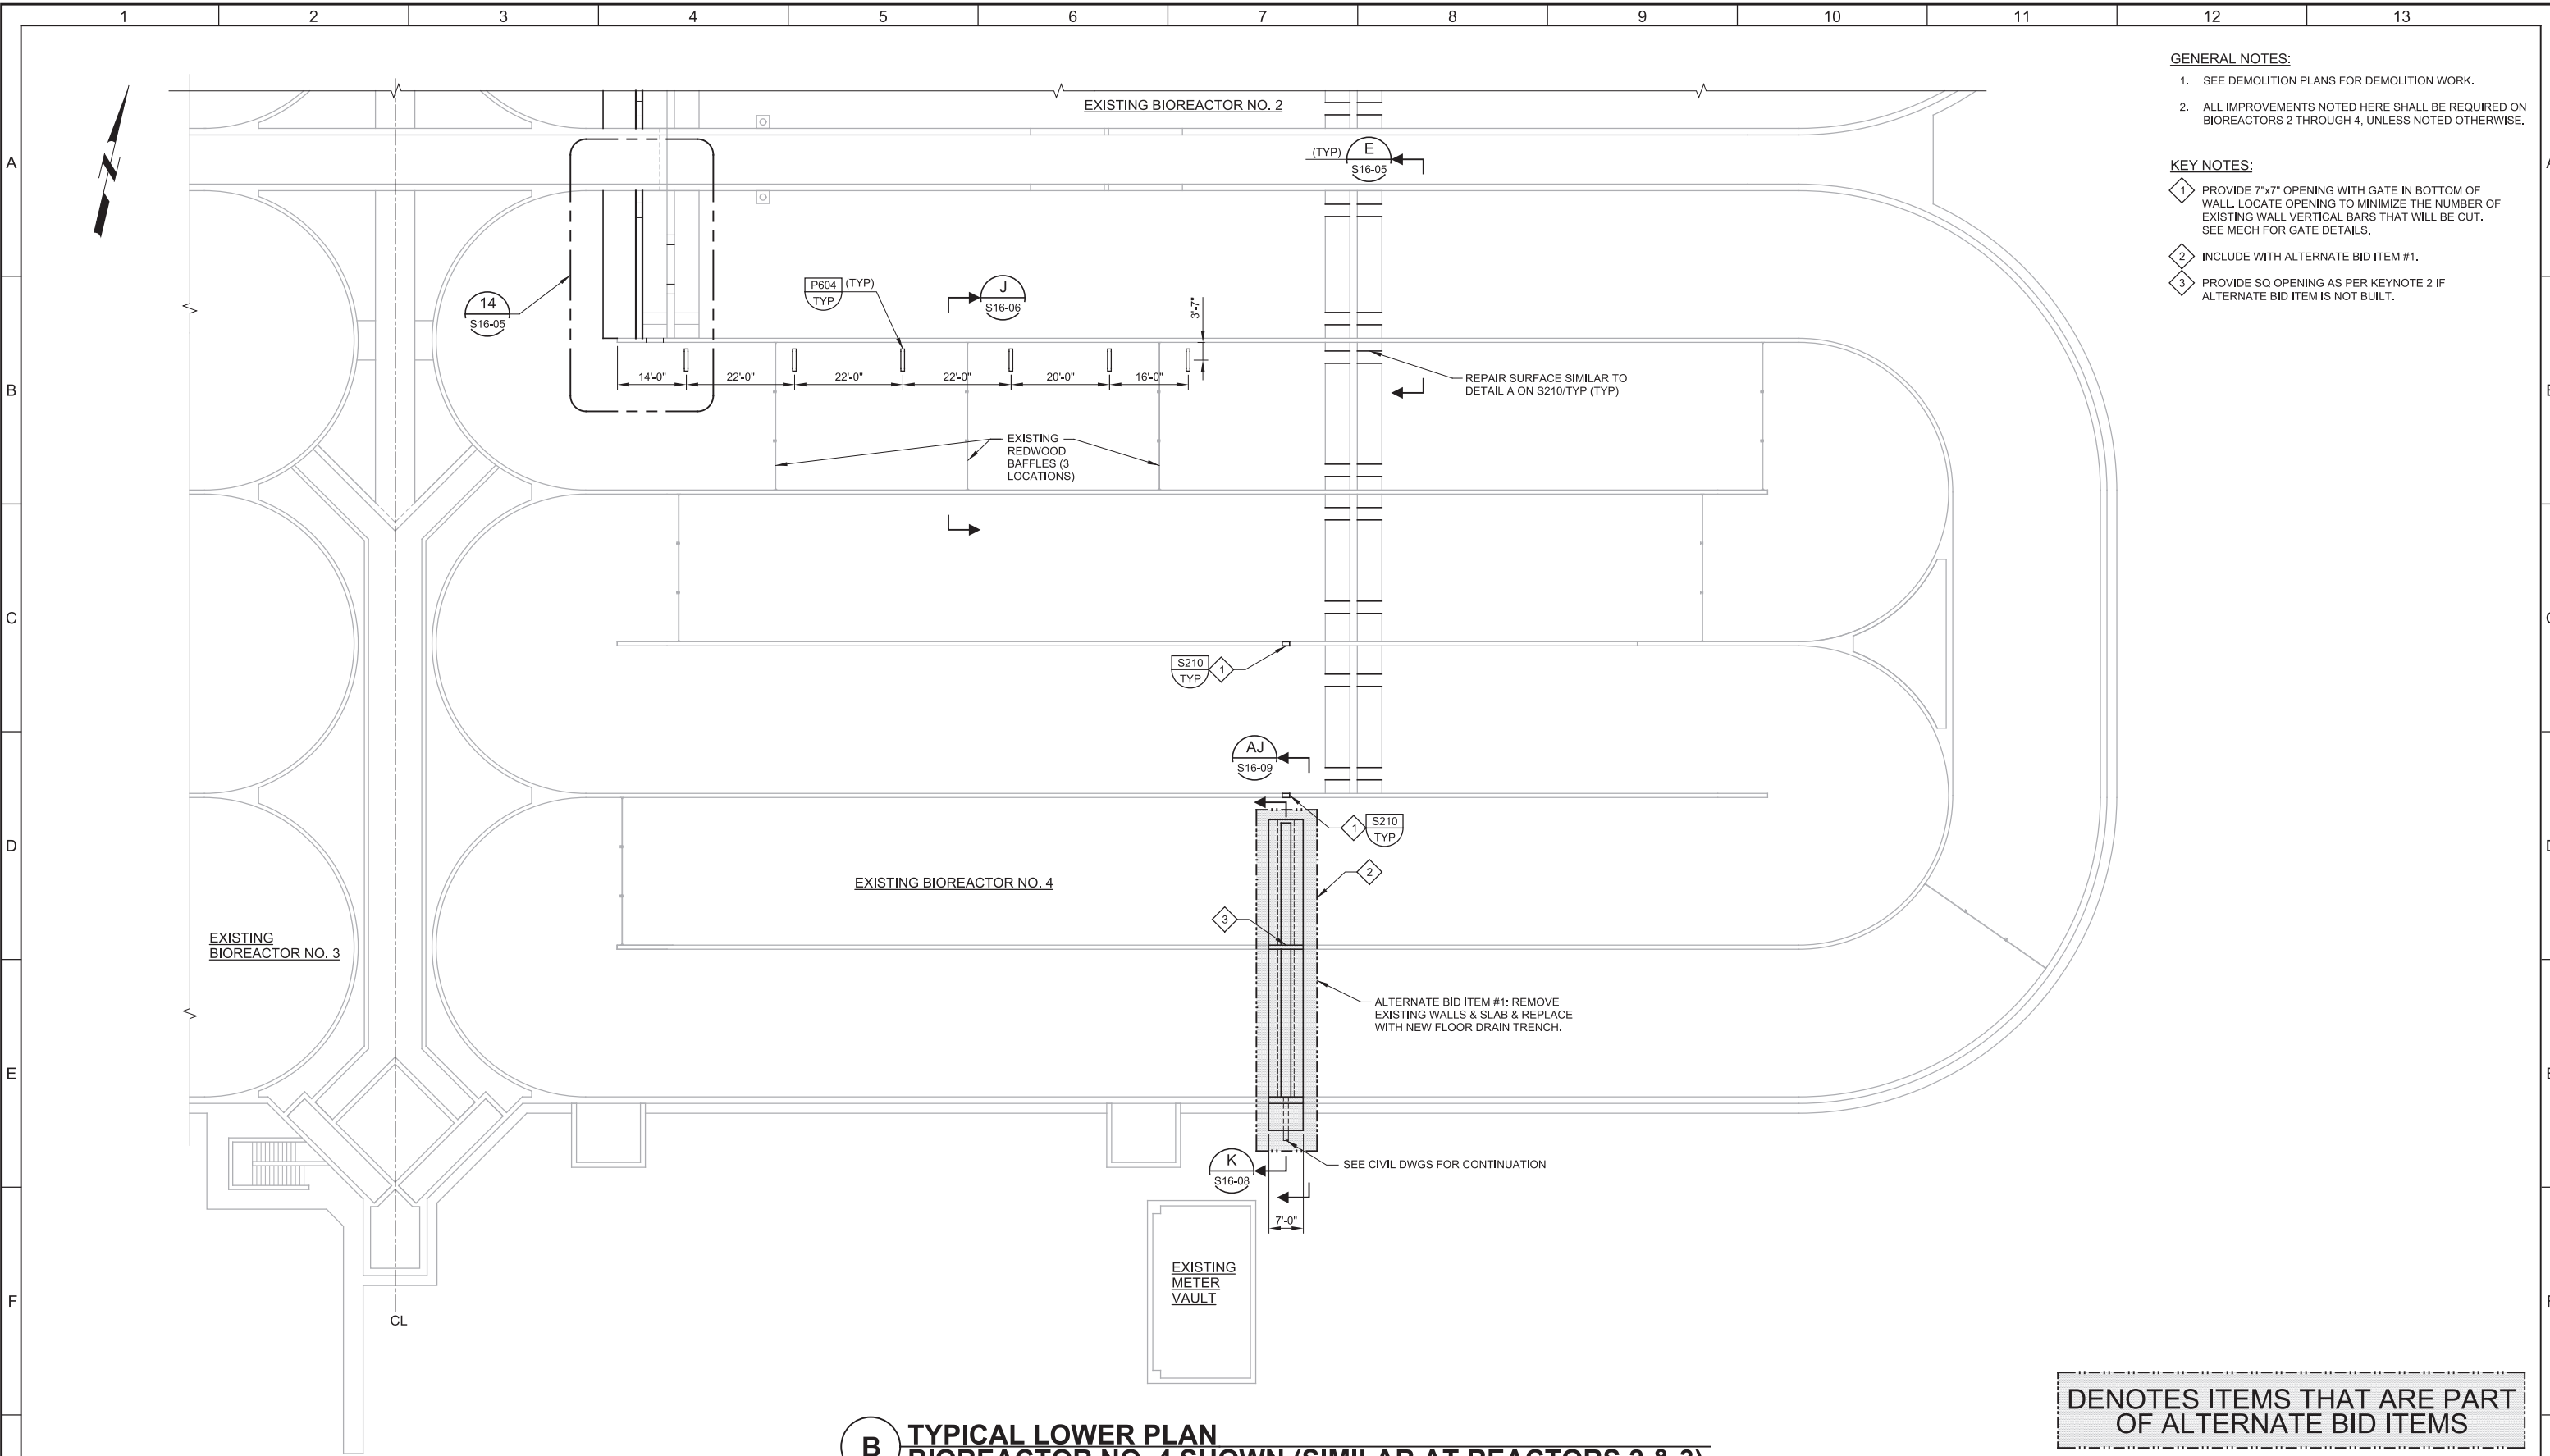 1 2 3 4 5 6 7 8 9 10 11 12 13
GENERAL NOTES:
1. SEE DEMOLITION PLANS FOR DEMOLITION WORK.
2. ALL IMPROVEMENTS NOTED HERE SHALL BE REQUIRED ON
BIOREACTORS 2 THROUGH 4, UNLESS NOTED OTHERWISE.
KEY NOTES:
1 PROVIDE 7"x7" OPENING WITH GATE IN BOTTOM OF
WALL. LOCATE OPENING TO MINIMIZE THE NUMBER OF
EXISTING WALL VERTICAL BARS THAT WILL BE CUT.
SEE MECH FOR GATE DETAILS.
2 INCLUDE WITH ALTERNATE BID ITEM #1.
3 PROVIDE SQ OPENING AS PER KEYNOTE 2 IF
ALTERNATE BID ITEM IS NOT BUILT.
EXISTING BIOREACTOR NO. 2
A
(TYP) E
S16-05
A
14
S16-05
P604 (TYP)
TYP
J
S16-06
3'-7"
14'-0" 22'-0" 22'-0" 22'-0" 20'-0" 16'-0"
REPAIR SURFACE SIMILAR TO
DETAIL A ON S210/TYP (TYP)
B
EXISTING
REDWOOD
BAFFLES (3
LOCATIONS)
C
S210
TYP
1
AJ
S16-09
1
S210
TYP
D
2
EXISTING BIOREACTOR NO. 4
3
EXISTING
BIOREACTOR NO. 3
ALTERNATE BID ITEM #1: REMOVE
EXISTING WALLS & SLAB & REPLACE
WITH NEW FLOOR DRAIN TRENCH.
E
K
S16-08
SEE CIVIL DWGS FOR CONTINUATION
7'-0"
EXISTING
METER
VAULT
F
CL
DENOTES ITEMS THAT ARE PART
OF ALTERNATE BID ITEMS
B
TYPICAL LOWER PLAN
BIOREACTOR NO. 4 SHOWN (SIMILAR AT REACTORS 2 & 3)